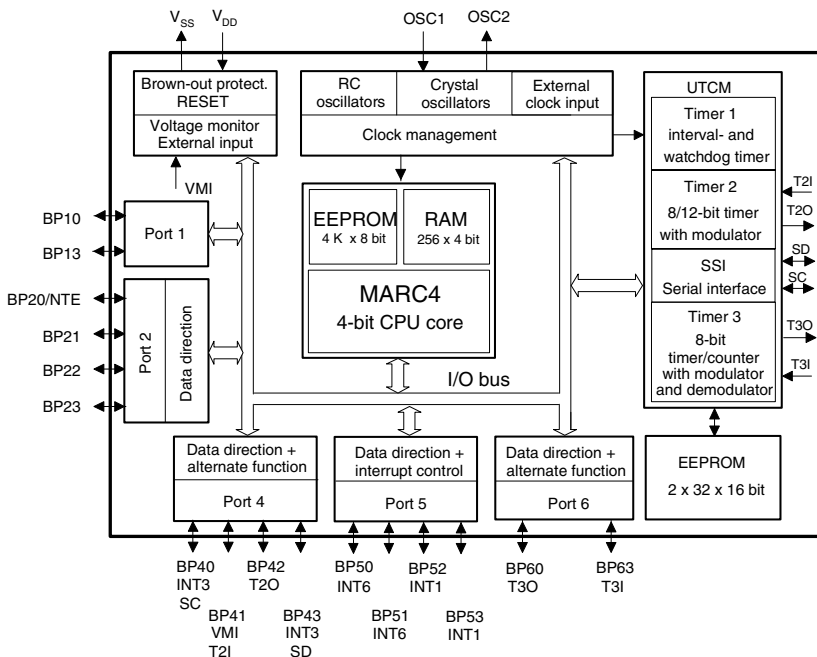 VSS
VDD
OSC1
OSC2
Brown-out protect.
RESET
Voltage monitor
External input
VMI
RC
oscillators
Crystal
oscillators
External
clock input
Clock management
UTCM
Timer 1
interval- and
watchdog timer
Timer 2
8/12-bit timer
with modulator
SSI
Serial interface
Timer 3
8-bit
timer/counter
with modulator
and demodulator
T2I
T2O
SD
SC
T3O
T3I
EEPROM
4 K x 8 bit
RAM
256 x 4 bit
MARC4
4-bit CPU core
I/O bus
BP10
BP13
Port 1
BP20/NTE
BP21
BP22
BP23
Port 2
Data direction
Data direction +
alternate function
Port 4
Data direction +
interrupt control
Port 5
Data direction +
alternate function
Port 6
EEPROM
2 x 32 x 16 bit
BP40
INT3
SC
BP41
VMI
T2I
BP42
T2O
BP43
INT3
SD
BP50
INT6
BP51
INT6
BP52
INT1
BP53
INT1
BP60
T3O
BP63
T3I